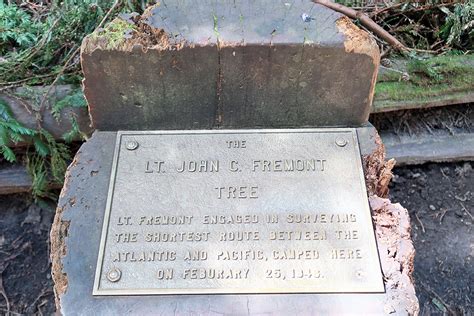 THE
LT. JOHN C. FREMONT
TREE
LT. FREMONT ENGAGED IN SURVEYING
THE SHORTEST ROUTE BETWEEN THE
ATLANTIC AND PACIFIC, CAMPED HERE
ON FEBURARY 25, 1846.